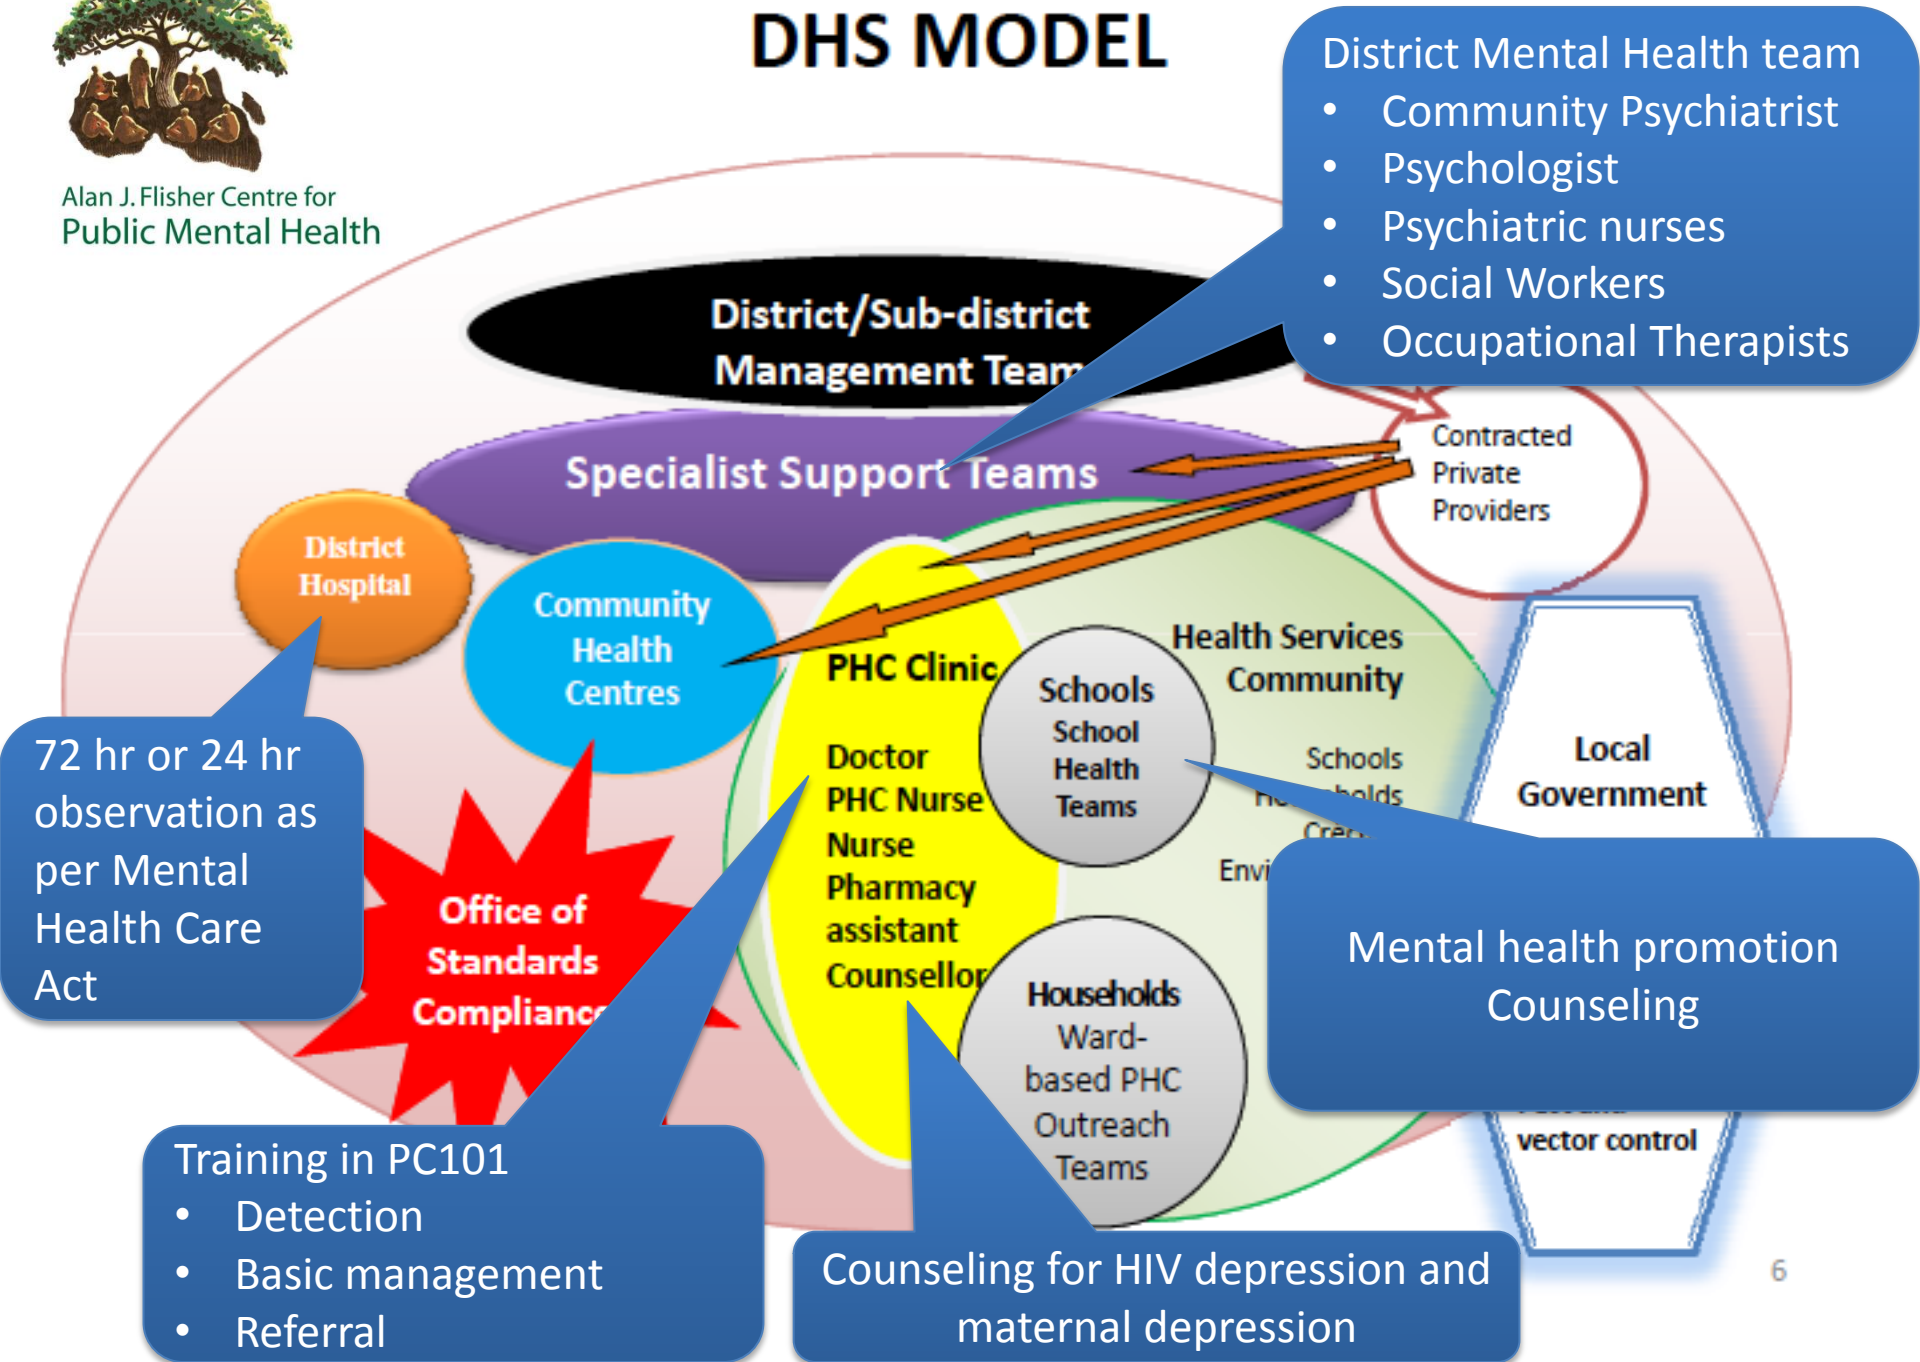 DHS MODEL
Alan J. Flisher Centre for
Public Mental Health
District Mental Health team
• Community Psychiatrist
• Psychologist
• Psychiatric nurses
• Social Workers
• Occupational Therapists
District/Sub-district
Management Team
Specialist Support Teams
Contracted
Private
Providers
District
Hospital
Community
Health
Centres
PHC Clinic
Doctor
PHC Nurse
Nurse
Pharmacy
assistant
Counsellor
Schools
School
Health
Teams
Health Services
Community
Schools
Households
Local
Government
72 hr or 24 hr
observation as
per Mental
Health Care
Act
Office of
Standards
Compliance
Households
Ward-
based PHC
Outreach
Teams
Mental health promotion
Counseling
vector control
Training in PC101
• Detection
• Basic management
• Referral
Counseling for HIV depression and
maternal depression
6